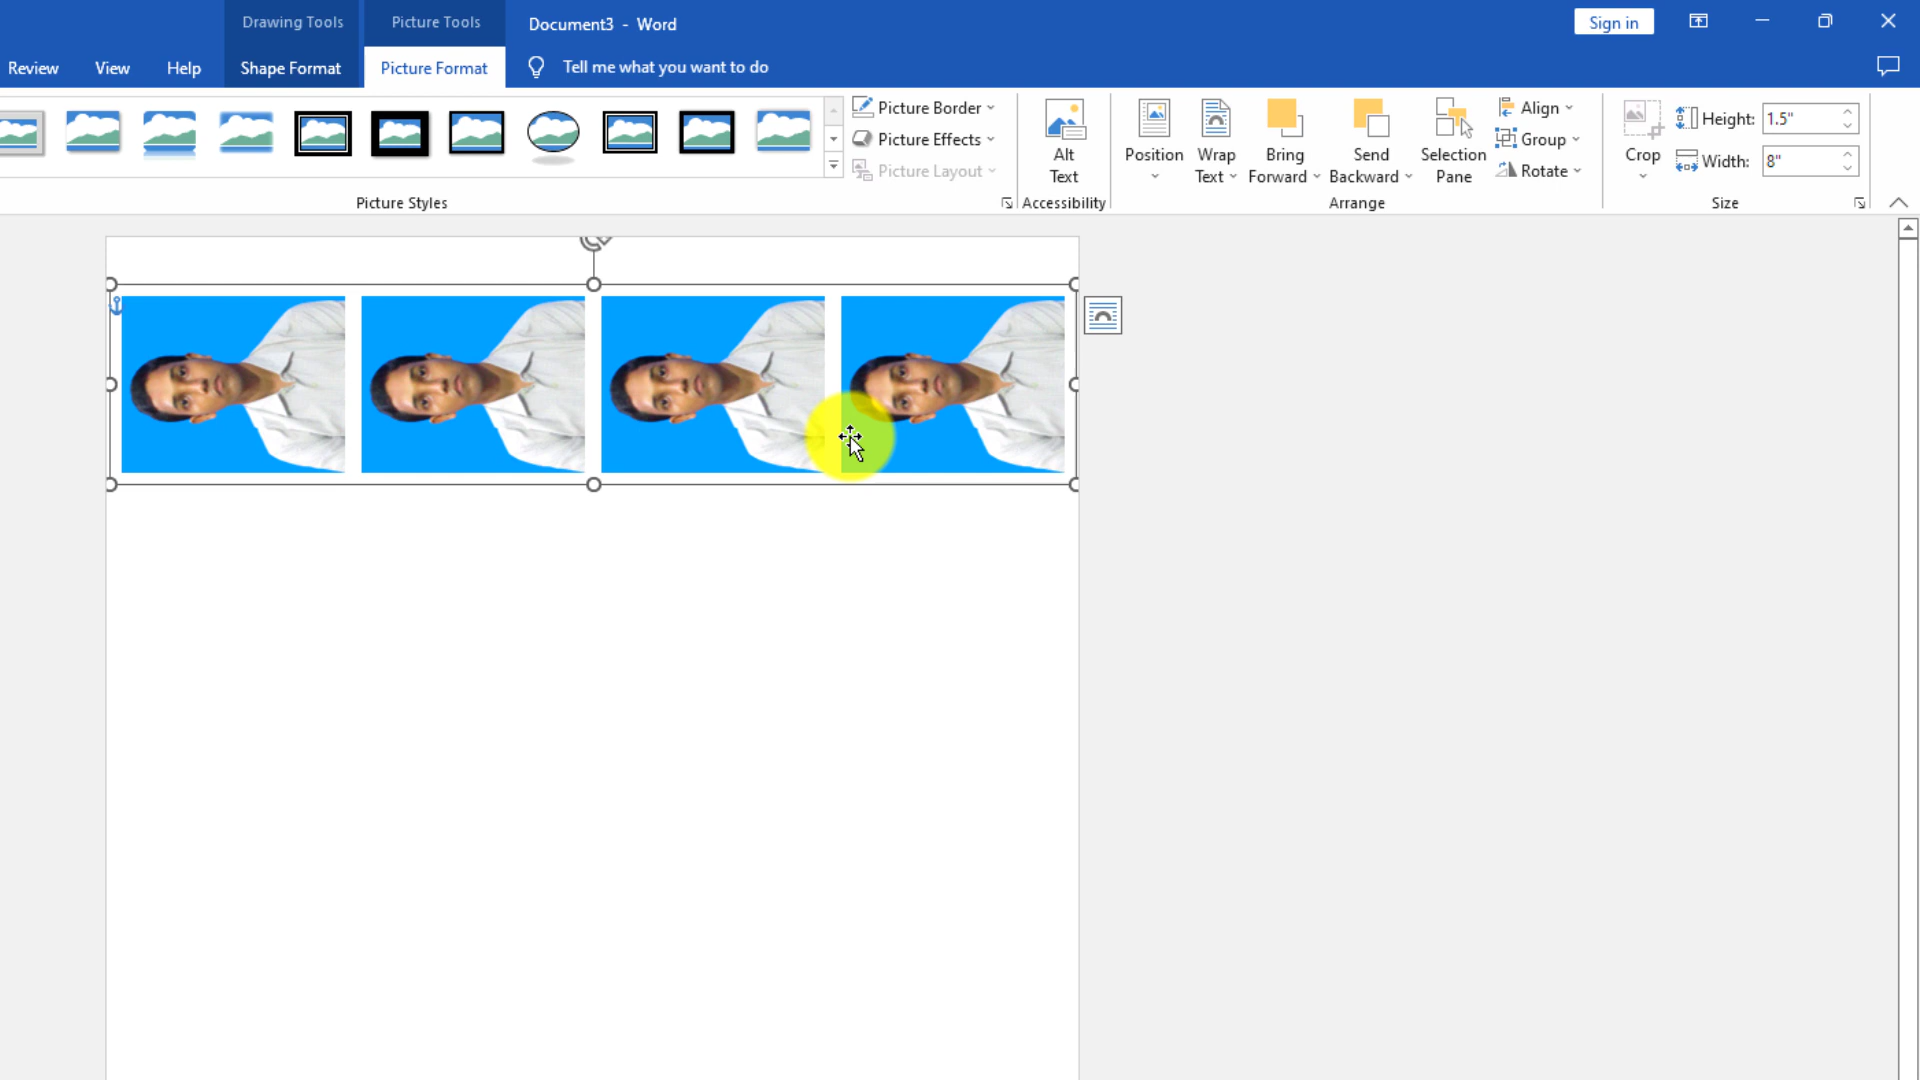 Drawing Tools
Picture Tools
Document3 - Word
Sign in
Review
View
Help
Shape Format
Picture Format
Tell me what you want to do
Picture Border
Picture Effects
Picture Layout
Picture Styles
Alt
Text
Accessibility
Position
Wrap
Text
Bring
Forward
Send
Backward
Selection
Pane
Align
Group
Rotate
Arrange
Crop
Height: 1.5"
Width: 8"
Size